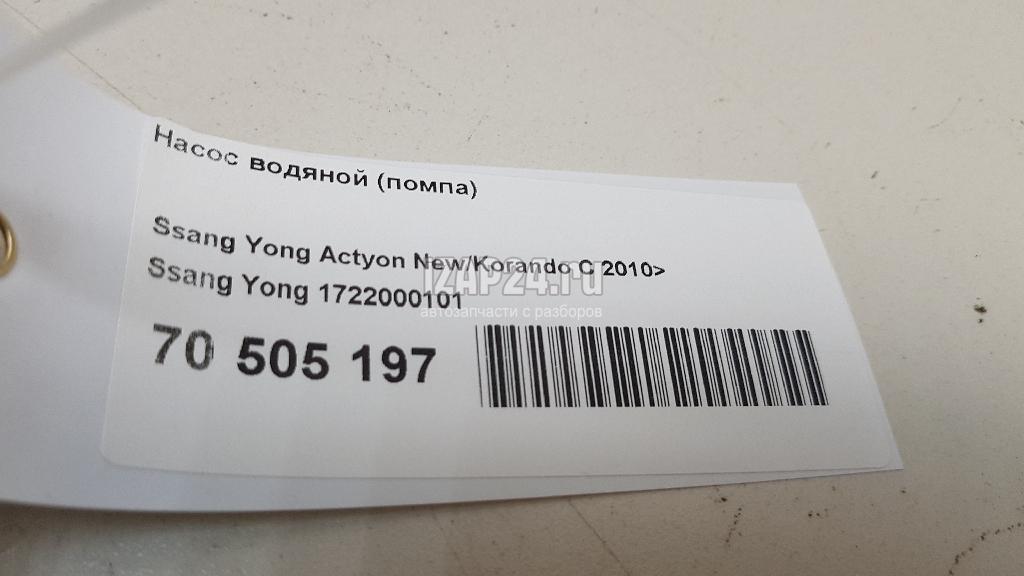 Насос водяной (помпа)
Ssang Yong Actyon New/Korando C 2010>
Ssang Yong 1722000101
IZAP24.ru
автозапчасти с разборов
70 505 197